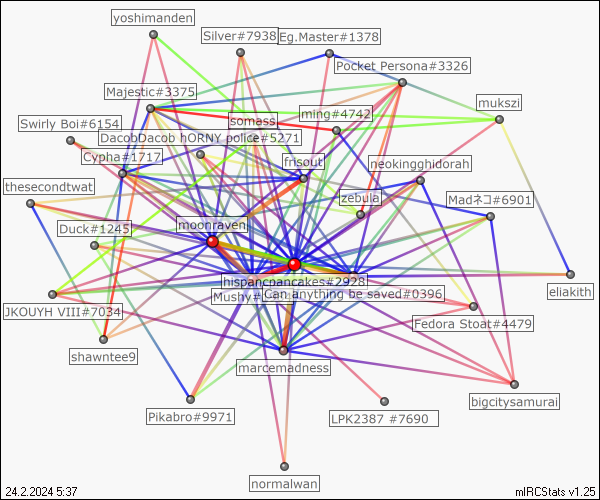 yoshimanden
Silver#7938
Eg.Master#1378
Pocket Persona#3326
Majestic#3375
mukszi
somass
ming#4742
Swirly Boi#6154
DacobDacob hORNY police#5271
Cypha#1717
frisout
neokingghidorah
thesecondtwat
zebula
Madネコ#6901
moonraven
Duck#1245
hispancpancakes#2928
eliakith
Mushy#
Can anything be saved#0396
JKOUYH VIII#7034
Fedora Stoat#4479
shawntee9
marcemadness
bigcitysamurai
Pikabro#9971
LPK2387 #7690
normalwan
24.2.2024 5:37
mIRCStats v1.25